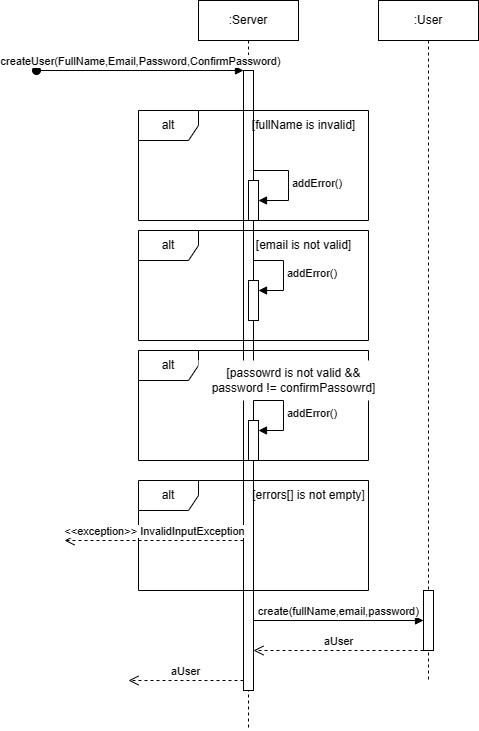 :Server
:User
createUser(FullName,Email,Password,ConfirmPassword)
alt
[fullName is invalid]
addError()
alt
[email is not valid]
addError()
alt
[passowrd is not valid &&
password != confirmPassowrd]
addError()
alt
[errors[] is not empty]
<<exception>> InvalidInputException
create(fullName,email,password)
aUser
aUser